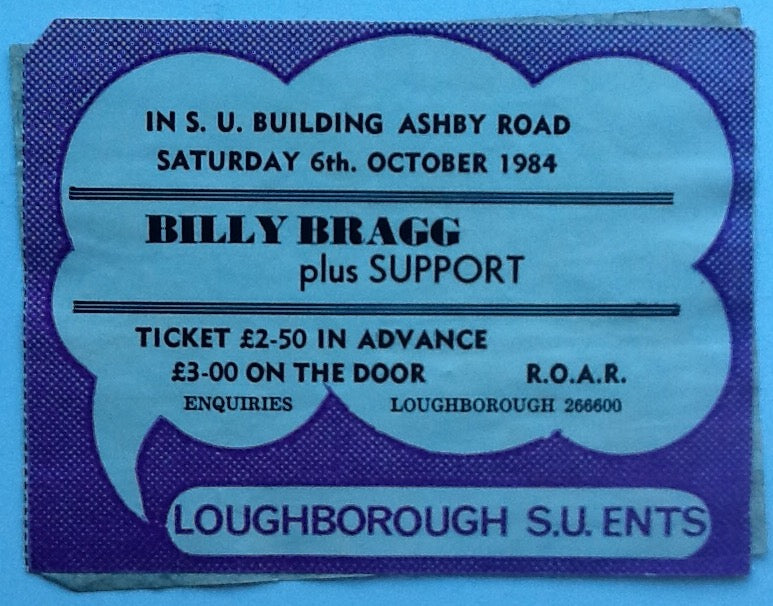 IN S. U. BUILDING ASHBY ROAD
SATURDAY 6th. OCTOBER 1984
BILLY BRAGG
plus SUPPORT
TICKET £2-50 IN ADVANCE
£3-00 ON THE DOOR R.O.A.R.
ENQUIRIES LOUGHBOROUGH 266600
LOUGHBOROUGH S.U. ENTS